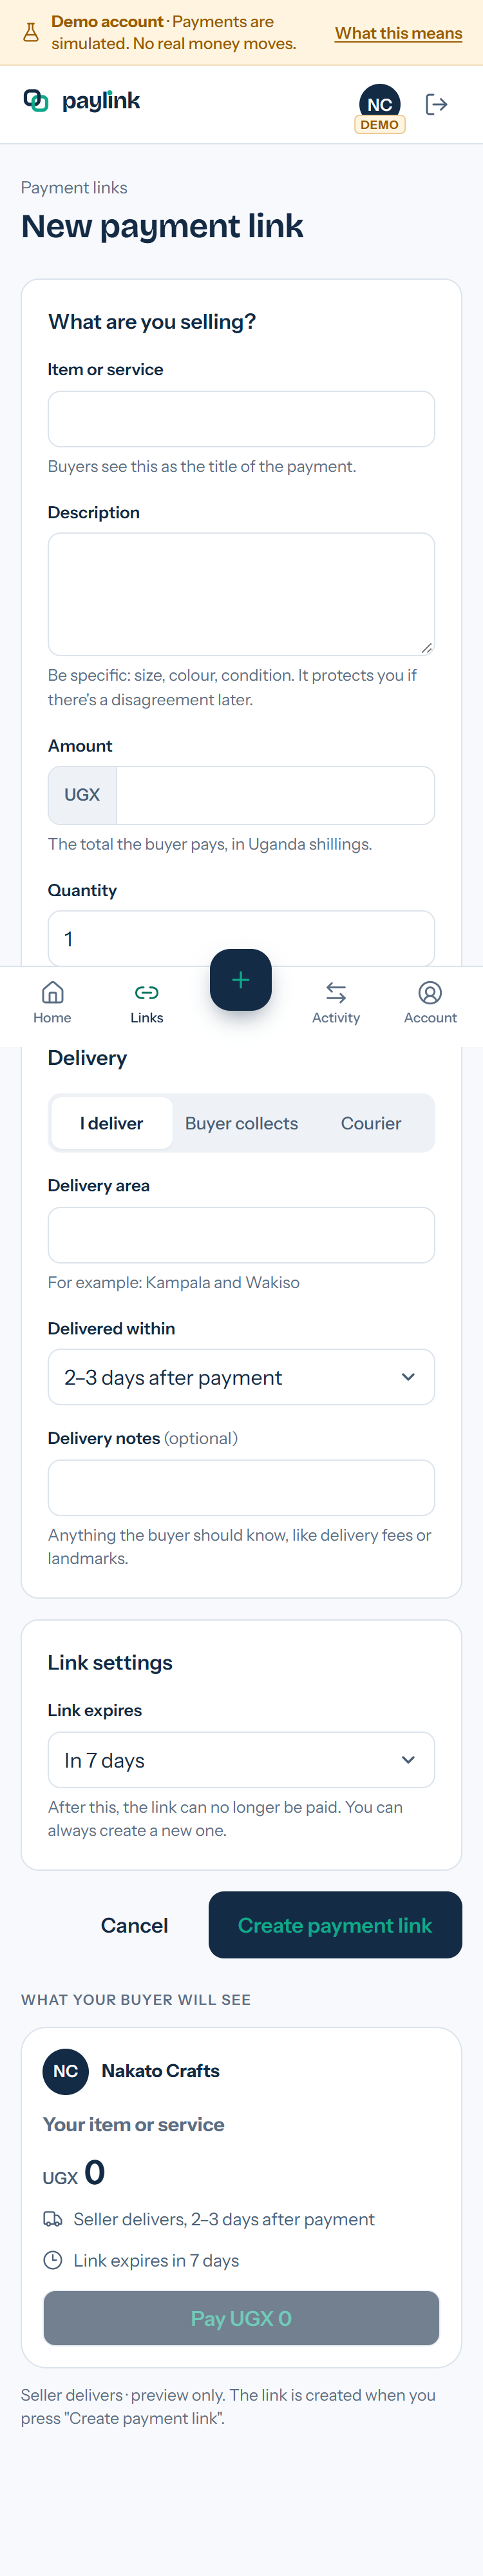 Demo account · Payments are
simulated. No real money moves.
What this means
paylink
NC
DEMO
Payment links
New payment link
What are you selling?
Item or service
Buyers see this as the title of the payment.
Description
Be specific: size, colour, condition. It protects you if
there's a disagreement later.
Amount
UGX
The total the buyer pays, in Uganda shillings.
Quantity
1
Home
Links
Activity
Account
Delivery
I deliver
Buyer collects
Courier
Delivery area
For example: Kampala and Wakiso
Delivered within
2–3 days after payment
Delivery notes (optional)
Anything the buyer should know, like delivery fees or
landmarks.
Link settings
Link expires
In 7 days
After this, the link can no longer be paid. You can
always create a new one.
Cancel
Create payment link
WHAT YOUR BUYER WILL SEE
NC
Nakato Crafts
Your item or service
UGX 0
Seller delivers, 2–3 days after payment
Link expires in 7 days
Pay UGX 0
Seller delivers · preview only. The link is created when you
press "Create payment link".